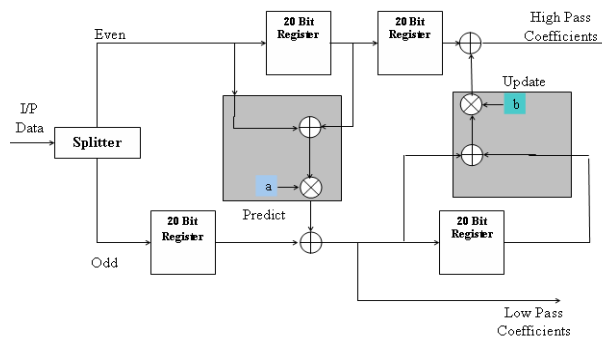 Even
20 Bit
Register
20 Bit
Register
High Pass
Coefficients
I/P
Data
Splitter
Update
b
a
Predict
20 Bit
Register
20 Bit
Register
Odd
Low Pass
Coefficients